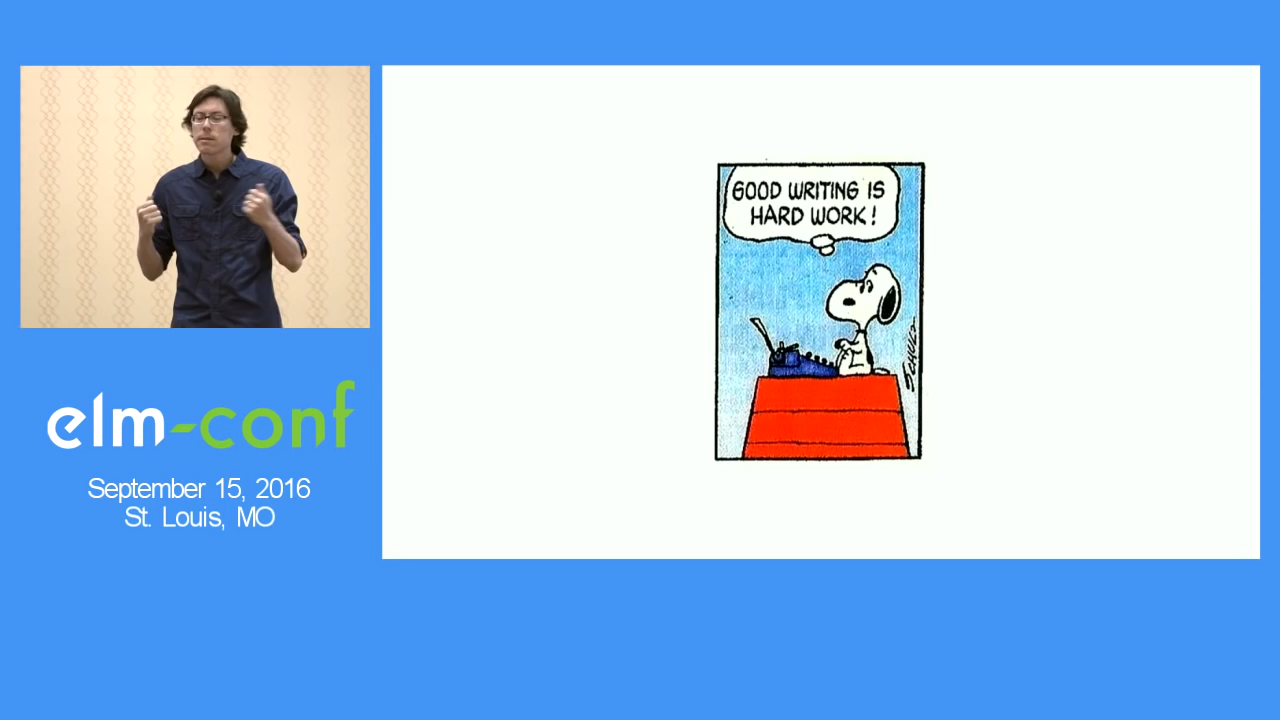 GOOD WRITING IS
HARD WORK!
SCHULZ
elm-conf
September 15, 2016
St. Louis, MO